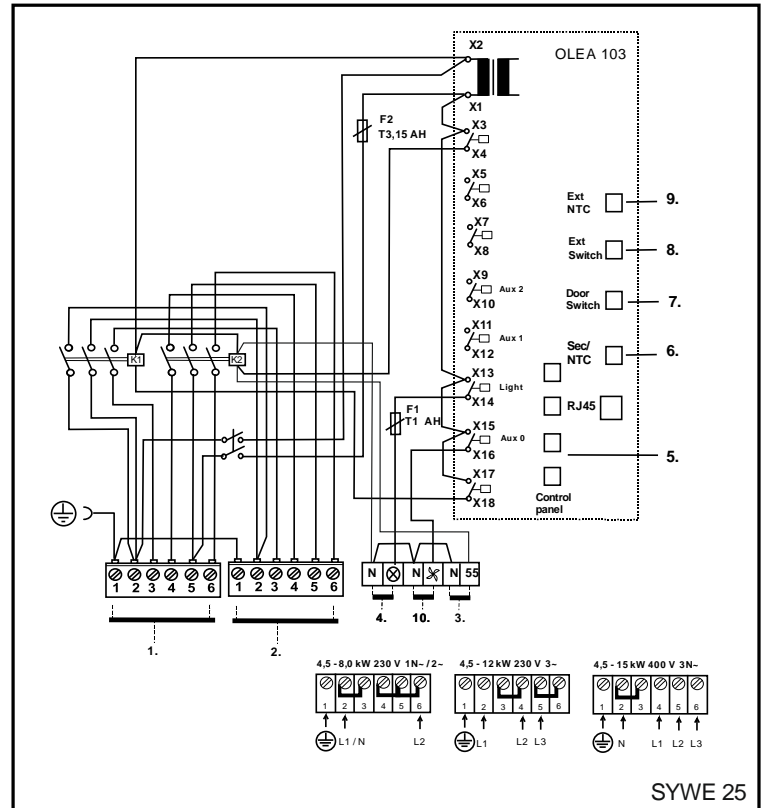 OLEA 103
X2
X1
F2
T3,15 AH
X3
X4
X5
X6
X7
X8
X9
Aux 2
X10
X11
Aux 1
X12
X13
Light
X14
X15
Aux 0
X16
X17
X18
Ext
NTC
9.
Ext
Switch
8.
Door
Switch
7.
Sec/
NTC
6.
RJ45
5.
Control
panel
K1
K2
F1
T1 AH
1 2 3 4 5 6
1 2 3 4 5 6
N N N 55
1.
2.
4. 10. 3.
4,5 - 8,0 kW 230 V 1N~ / 2~
1 2 3 4 5 6
L1 / N L2
4,5 - 12 kW 230 V 3~
1 2 3 4 5 6
L1 L2 L3
4,5 - 15 kW 400 V 3N~
1 2 3 4 5 6
N L1 L2 L3
SYWE 25